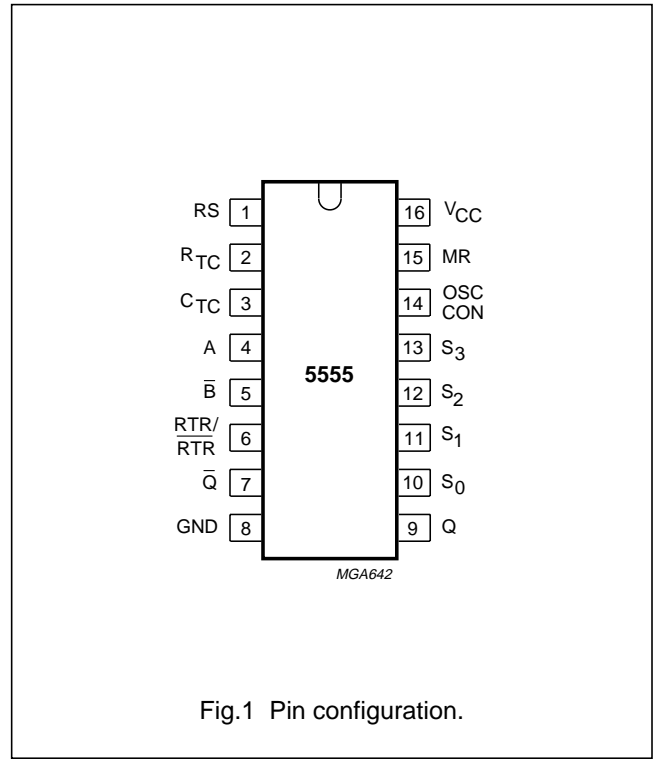 RS 1 16 VCC
RTC 2 15 MR
CTC 3 14 OSC CON
A 4 13 S3
5555
B̅ 5 12 S2
RTR/R̅T̅R̅ 6 11 S1
Q̅ 7 10 S0
GND 8 9 Q
MGA642
Fig.1 Pin configuration.